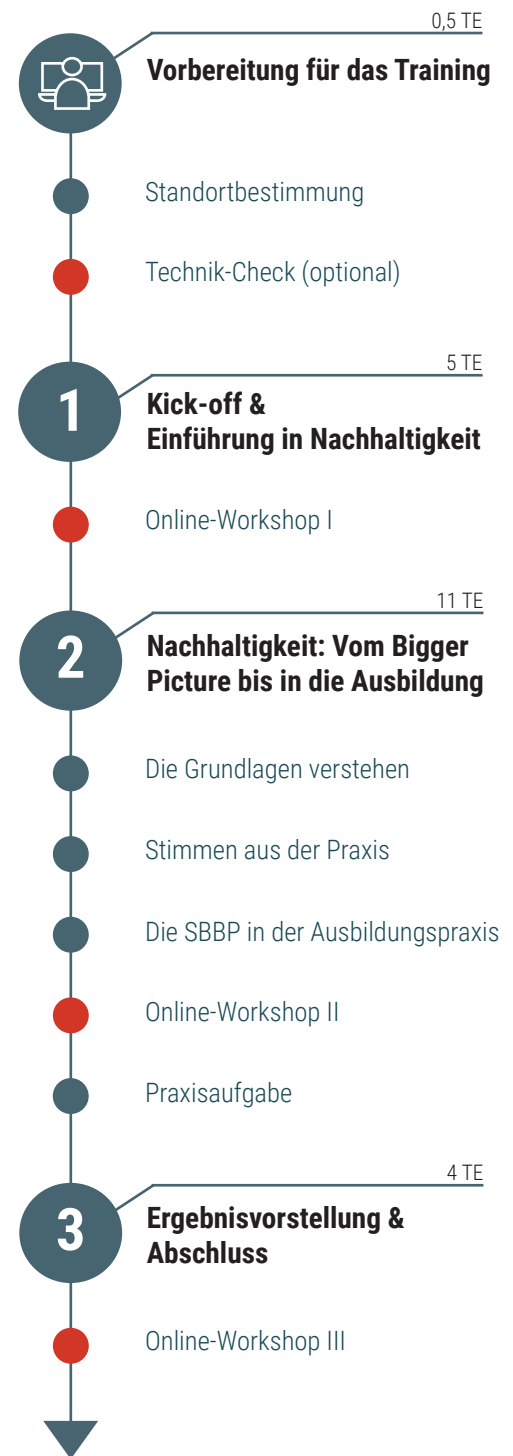 0,5 TE
Vorbereitung für das Training
Standortbestimmung
Technik-Check (optional)
5 TE
1
Kick-off &
Einführung in Nachhaltigkeit
Online-Workshop I
11 TE
2
Nachhaltigkeit: Vom Bigger
Picture bis in die Ausbildung
Die Grundlagen verstehen
Stimmen aus der Praxis
Die SBBP in der Ausbildungspraxis
Online-Workshop II
Praxisaufgabe
4 TE
3
Ergebnisvorstellung &
Abschluss
Online-Workshop III